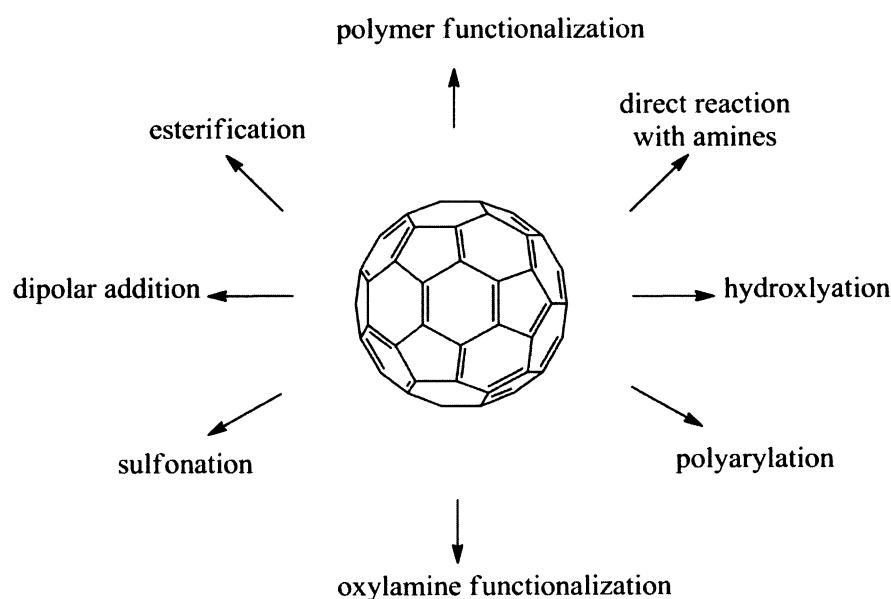 polymer functionalization
esterification
direct reaction
with amines
dipolar addition
hydroxlyation
sulfonation
polyarylation
oxylamine functionalization